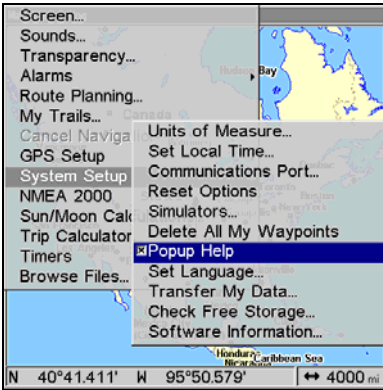 Screen...
Sounds...
Transparency...
Alarms
Hudson Bay
Route Planning...
My Trails...
Canada
Cancel Naviga
GPS Setup
System Setup
NMEA 2000
Sun/Moon Calc
Trip Calculator
Timers
Browse Files...
Units of Measure...
Set Local Time...
Communications Port...
Reset Options
Simulators...
Delete All My Waypoints
Popup Help
Set Language...
Transfer My Data...
Check Free Storage...
Software Information...
Honduras
Nicaragua
Caribbean Sea
N 40°41.411' W 95°50.579' ↔ 4000 mi